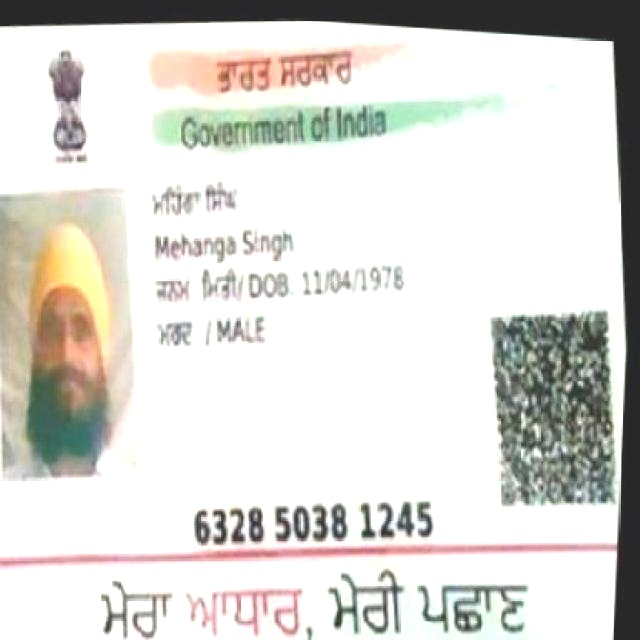 ਭਾਰਤ ਸਰਕਾਰ
Government of India
ਮਹਿੰਗਾ ਸਿੰਘ
Mehanga Singh
ਜਨਮ ਮਿਤੀ/ DOB: 11/04/1978
ਮਰਦ / MALE
6328 5038 1245
ਮੇਰਾ ਆਧਾਰ, ਮੇਰੀ ਪਛਾਣ